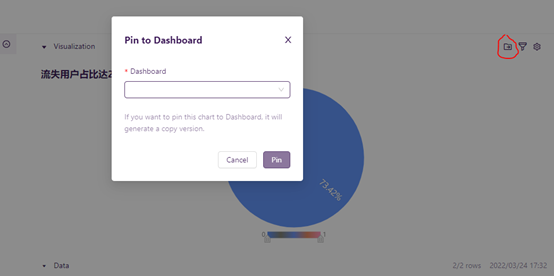 Pin to Dashboard
Visualization
流失用户占比达2
* Dashboard
If you want to pin this chart to Dashboard, it will
generate a copy version.
Cancel
Pin
73.42%
0
1
Data
2/2 rows
2022/03/24 17:32